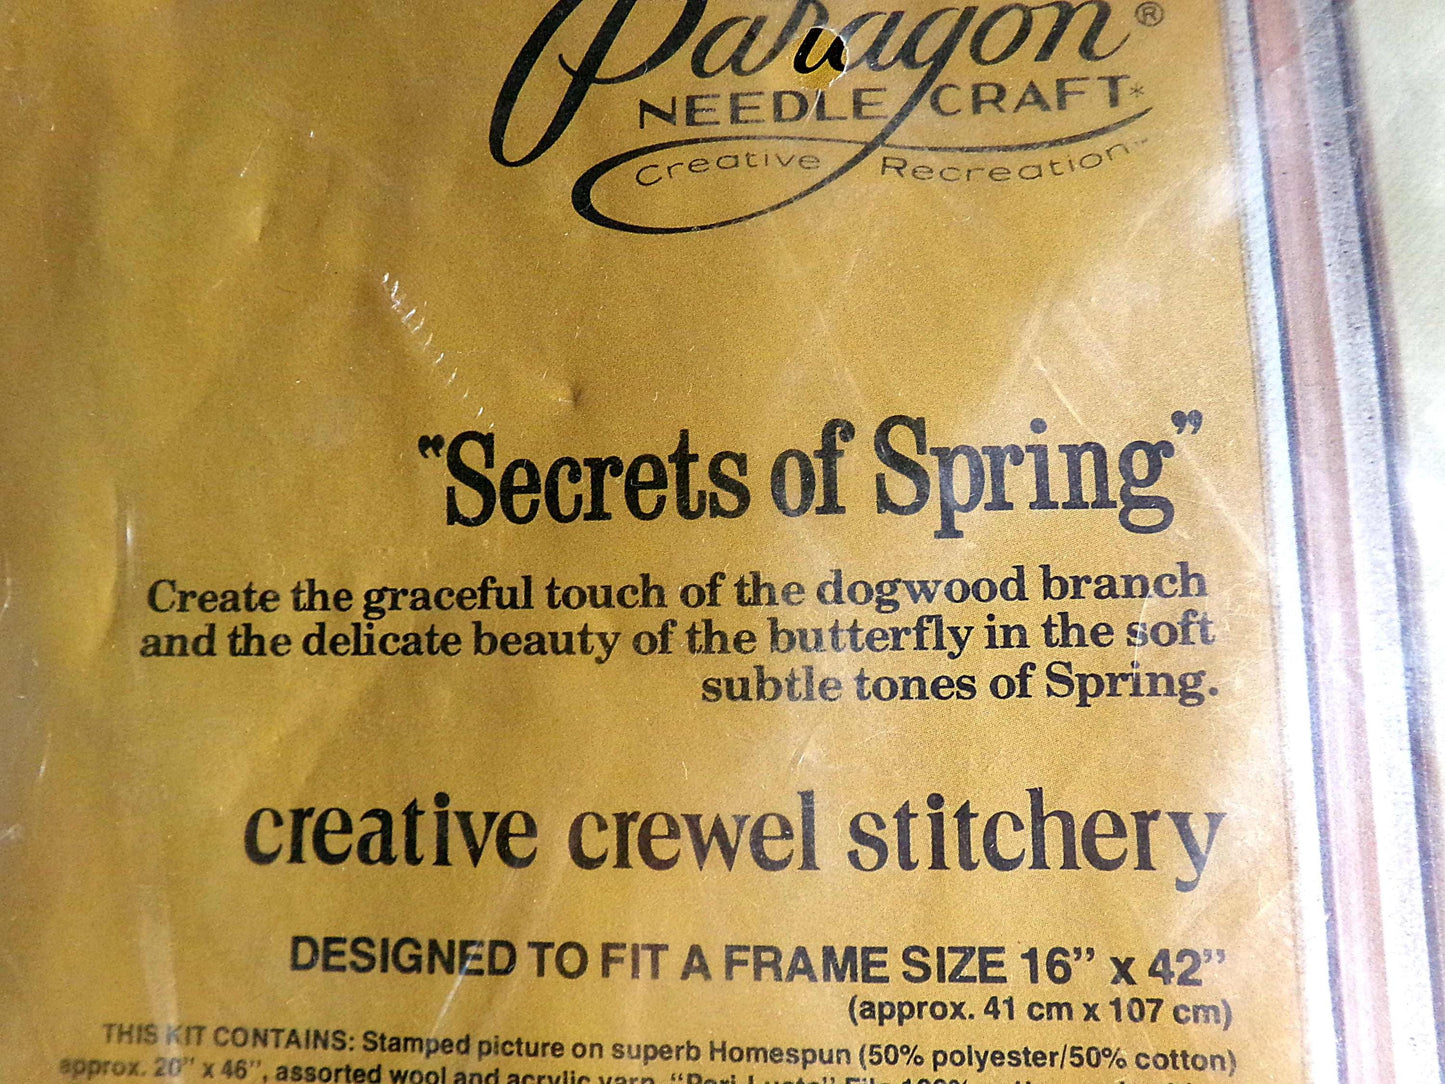 Paragon®
NEEDLE CRAFT*
Creative Recreation™
"Secrets of Spring"
Create the graceful touch of the dogwood branch
and the delicate beauty of the butterfly in the soft
subtle tones of Spring.
creative crewel stitchery
DESIGNED TO FIT A FRAME SIZE 16" x 42"
(approx. 41 cm x 107 cm)
THIS KIT CONTAINS: Stamped picture on superb Homespun (50% polyester/50% cotton)
approx. 20" x 46", assorted wool and acrylic yarn,